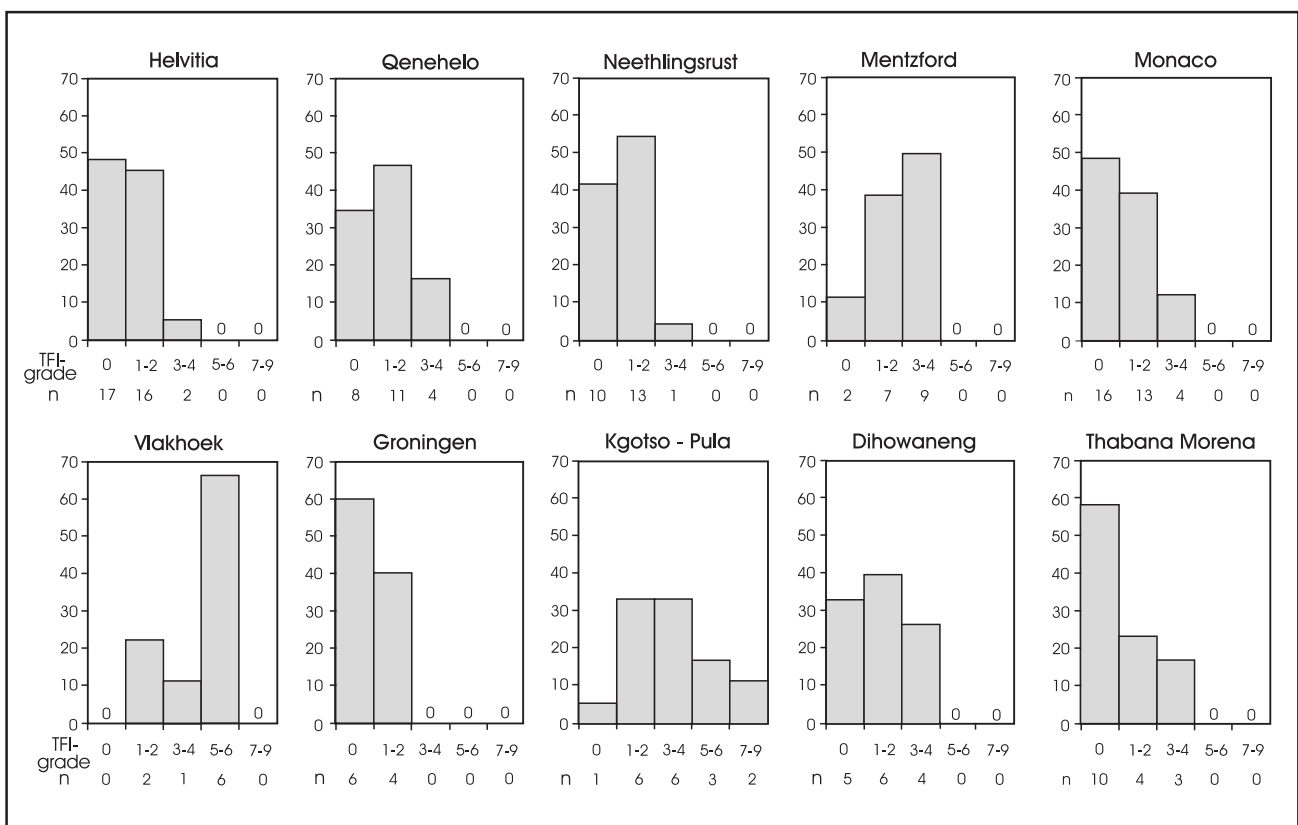 Helvitia Qenehelo Neethlingsrust Mentzford Monaco
70 70 70 70 70
60 60 60 60 60
50 50 50 50 50
40 40 40 40 40
30 30 30 30 30
20 20 20 20 20
10 10 10 10 10
0 0 0 0 0 0 0 0 0 0
0 0 0 0 0
TFI-grade 0 1-2 3-4 5-6 7-9 0 1-2 3-4 5-6 7-9 0 1-2 3-4 5-6 7-9 0 1-2 3-4 5-6 7-9 0 1-2 3-4 5-6 7-9
n 17 16 2 0 0 n 8 11 4 0 0 n 10 13 1 0 0 n 2 7 9 0 0 n 16 13 4 0 0
Vlakhoek Groningen Kgotso - Pula Dihowaneng Thabana Morena
70 70 70 70 70
60 60 60 60 60
50 50 50 50 50
40 40 40 40 40
30 30 30 30 30
20 20 20 20 20
10 10 10 10 10
0 0 0 0 0 0 0 0 0
0 0 0 0 0
TFI-grade 0 1-2 3-4 5-6 7-9 0 1-2 3-4 5-6 7-9 0 1-2 3-4 5-6 7-9 0 1-2 3-4 5-6 7-9 0 1-2 3-4 5-6 7-9
n 0 2 1 6 0 n 6 4 0 0 0 n 1 6 6 3 2 n 5 6 4 0 0 n 10 4 3 0 0